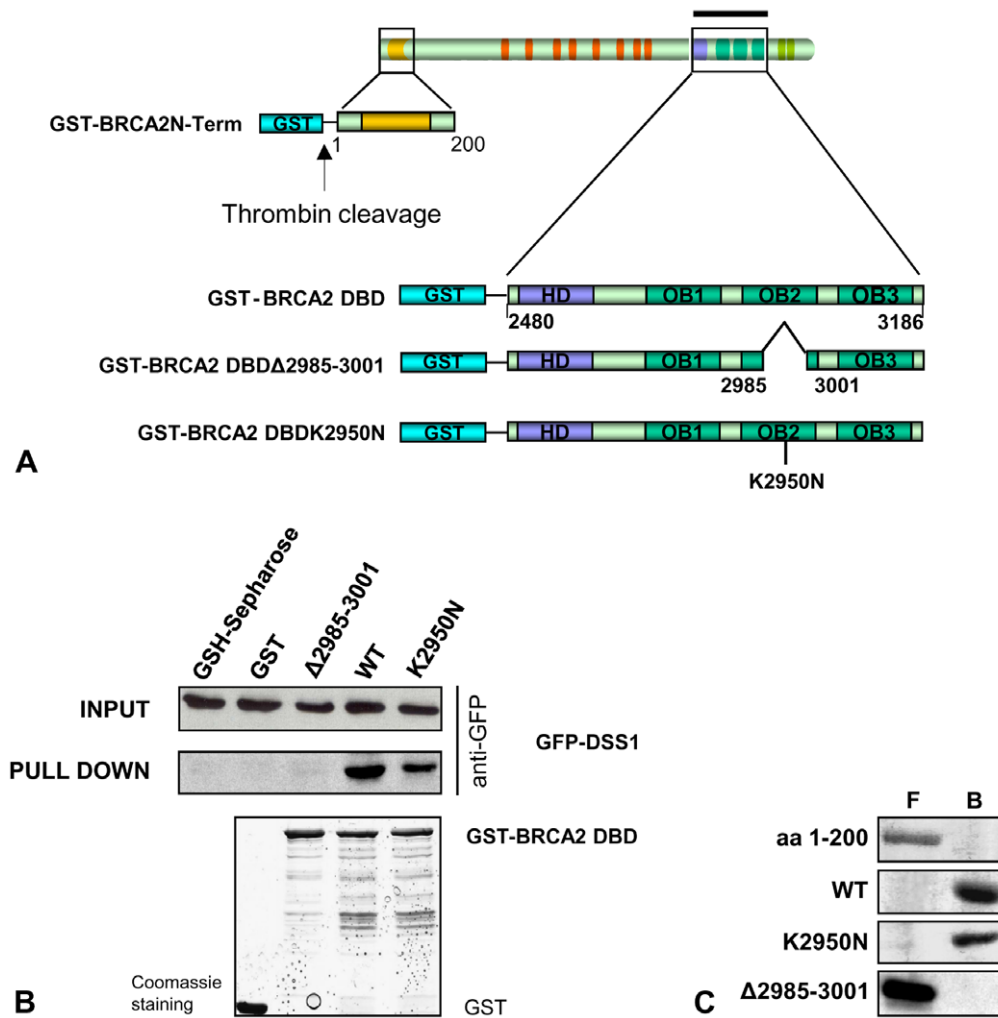 GST-BRCA2N-Term
GST
1
200
Thrombin cleavage
GST-BRCA2 DBD
GST
HD
OB1
OB2
OB3
2480
3186
GST-BRCA2 DBDΔ2985-3001
GST
HD
OB1
OB3
2985
3001
GST-BRCA2 DBDK2950N
GST
HD
OB1
OB2
OB3
K2950N
A
GSH-Sepharose
GST
Δ2985-3001
WT
K2950N
INPUT
PULL DOWN
anti-GFP
GFP-DSS1
GST-BRCA2 DBD
Coomassie
staining
GST
B
F
B
aa 1-200
WT
K2950N
Δ2985-3001
C